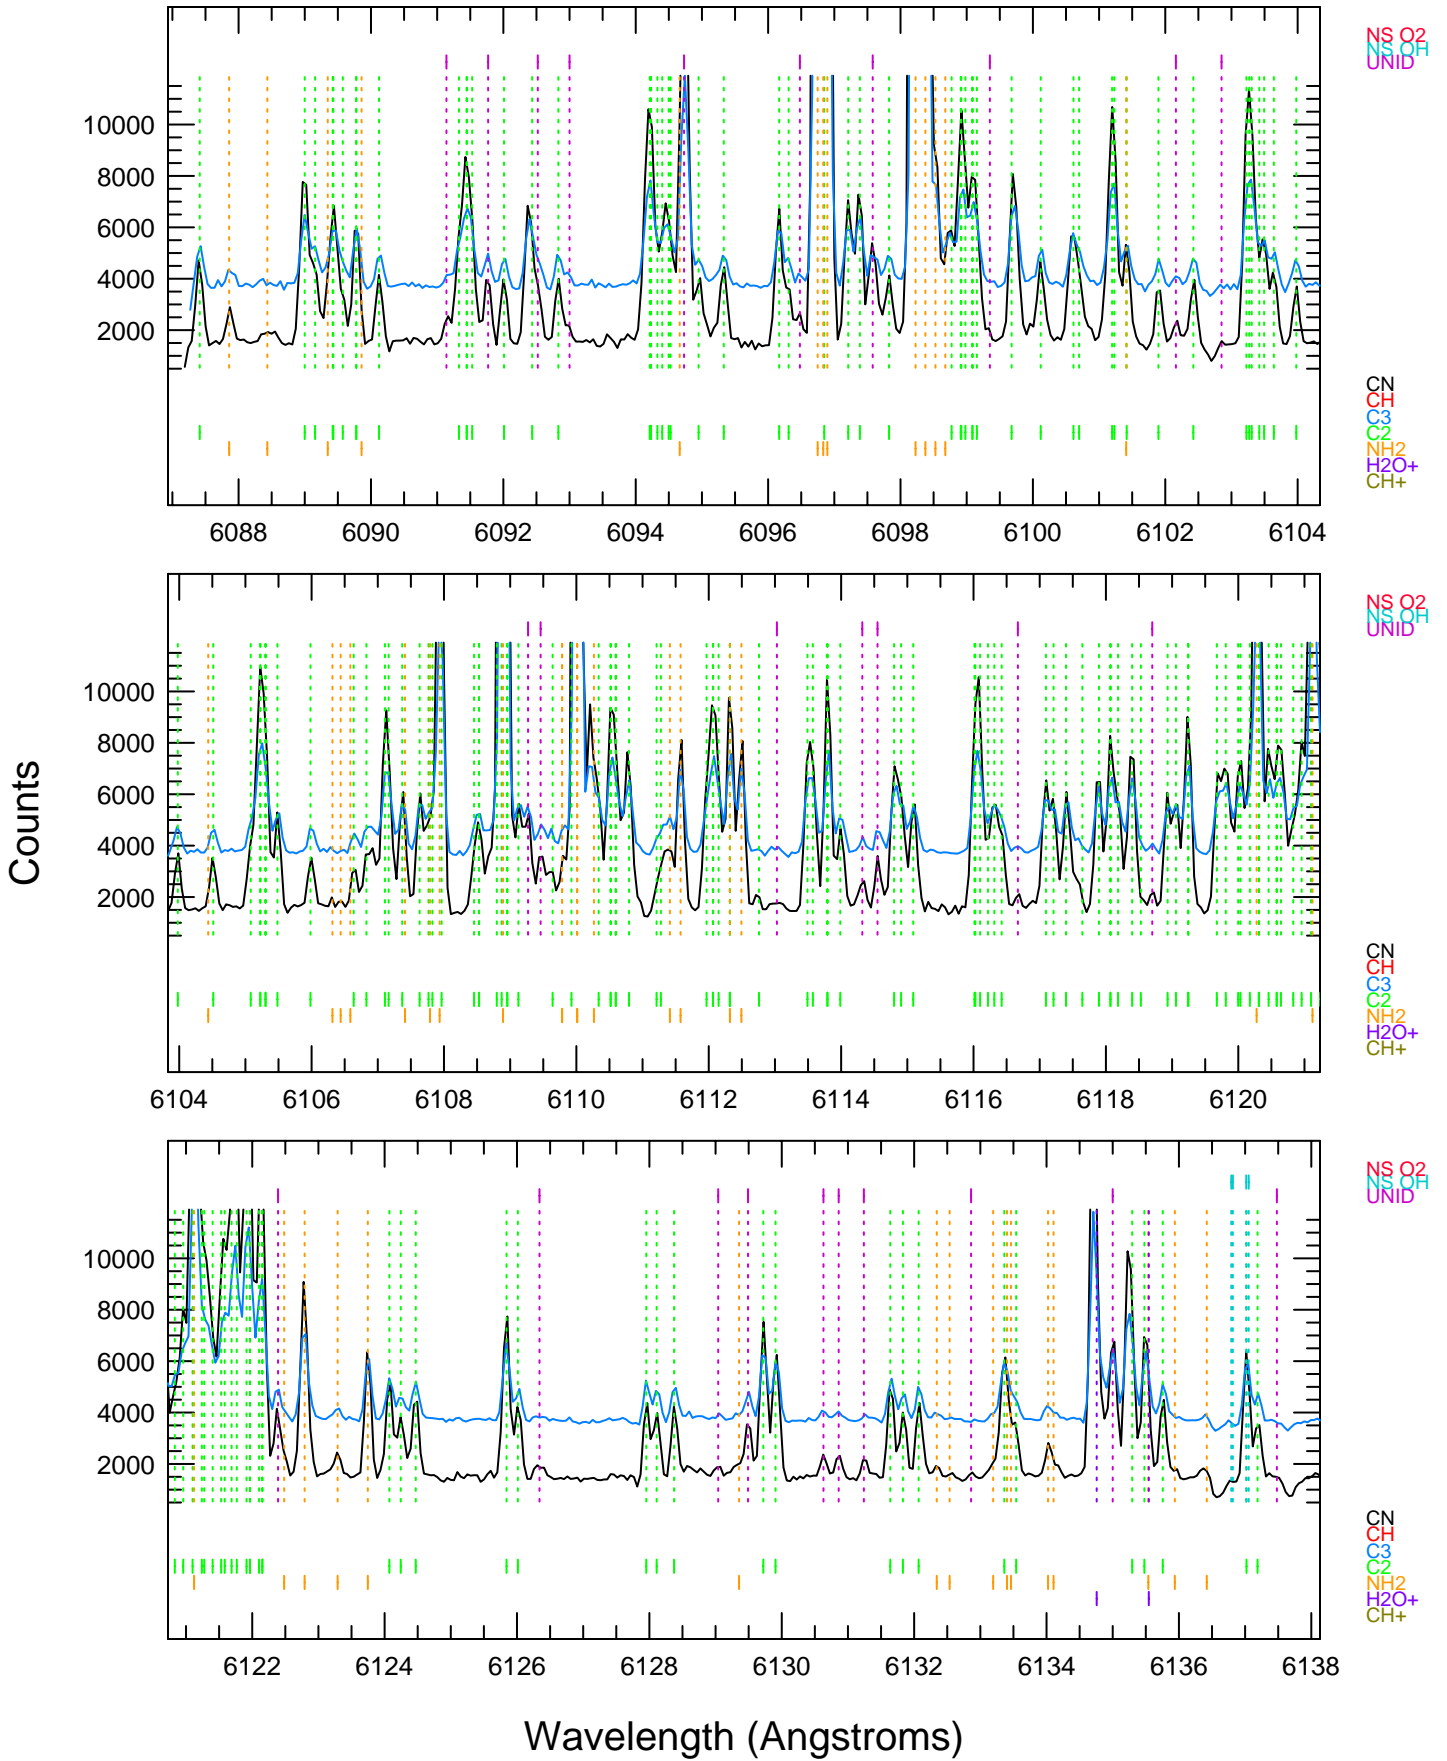 NS O2
NS OH
UNID
10000
8000
6000
4000
2000
CN
CH
C3
C2
NH2
H2O+
CH+
6088 6090 6092 6094 6096 6098 6100 6102 6104
NS O2
NS OH
UNID
10000
8000
6000
4000
2000
Counts
CN
CH
C3
C2
NH2
H2O+
CH+
6104 6106 6108 6110 6112 6114 6116 6118 6120
NS O2
NS OH
UNID
10000
8000
6000
4000
2000
CN
CH
C3
C2
NH2
H2O+
CH+
6122 6124 6126 6128 6130 6132 6134 6136 6138
Wavelength (Angstroms)